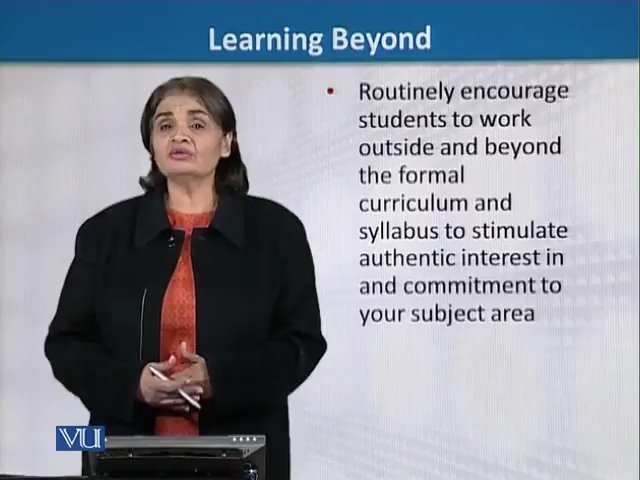 Learning Beyond
• Routinely encourage
students to work
outside and beyond
the formal
curriculum and
syllabus to stimulate
authentic interest in
and commitment to
your subject area
VU